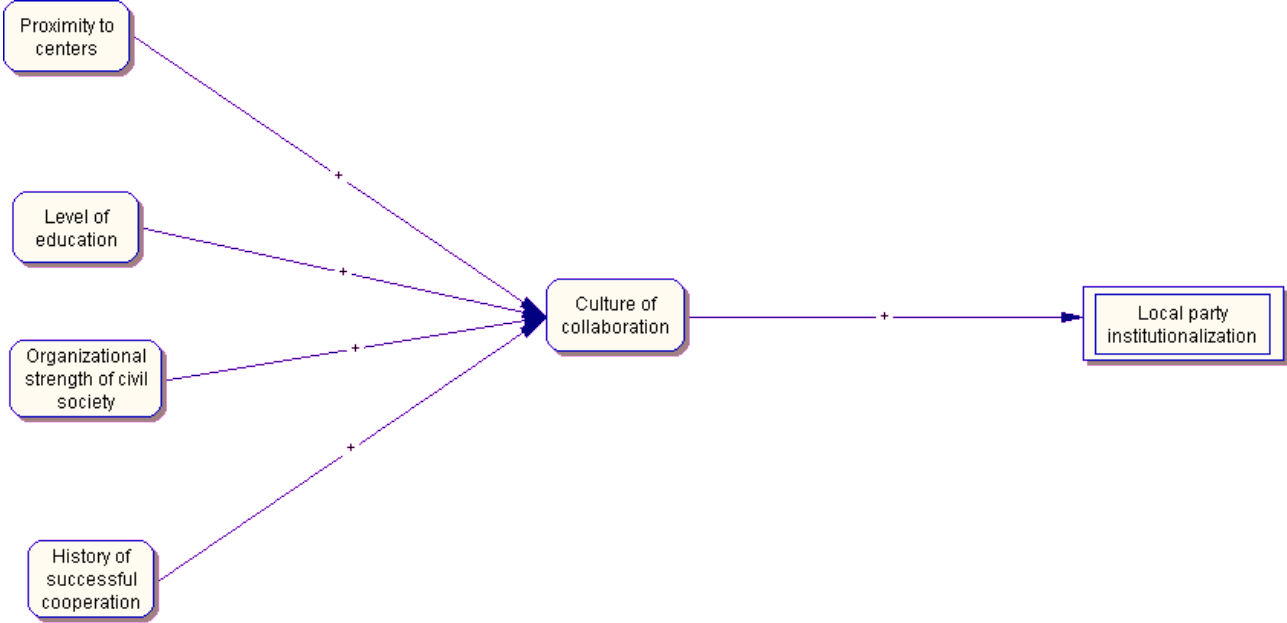 Proximity to
centers
+
Level of
education
+
Culture of
collaboration
+
Local party
institutionalization
Organizational
strength of civil
society
+
+
History of
successful
cooperation